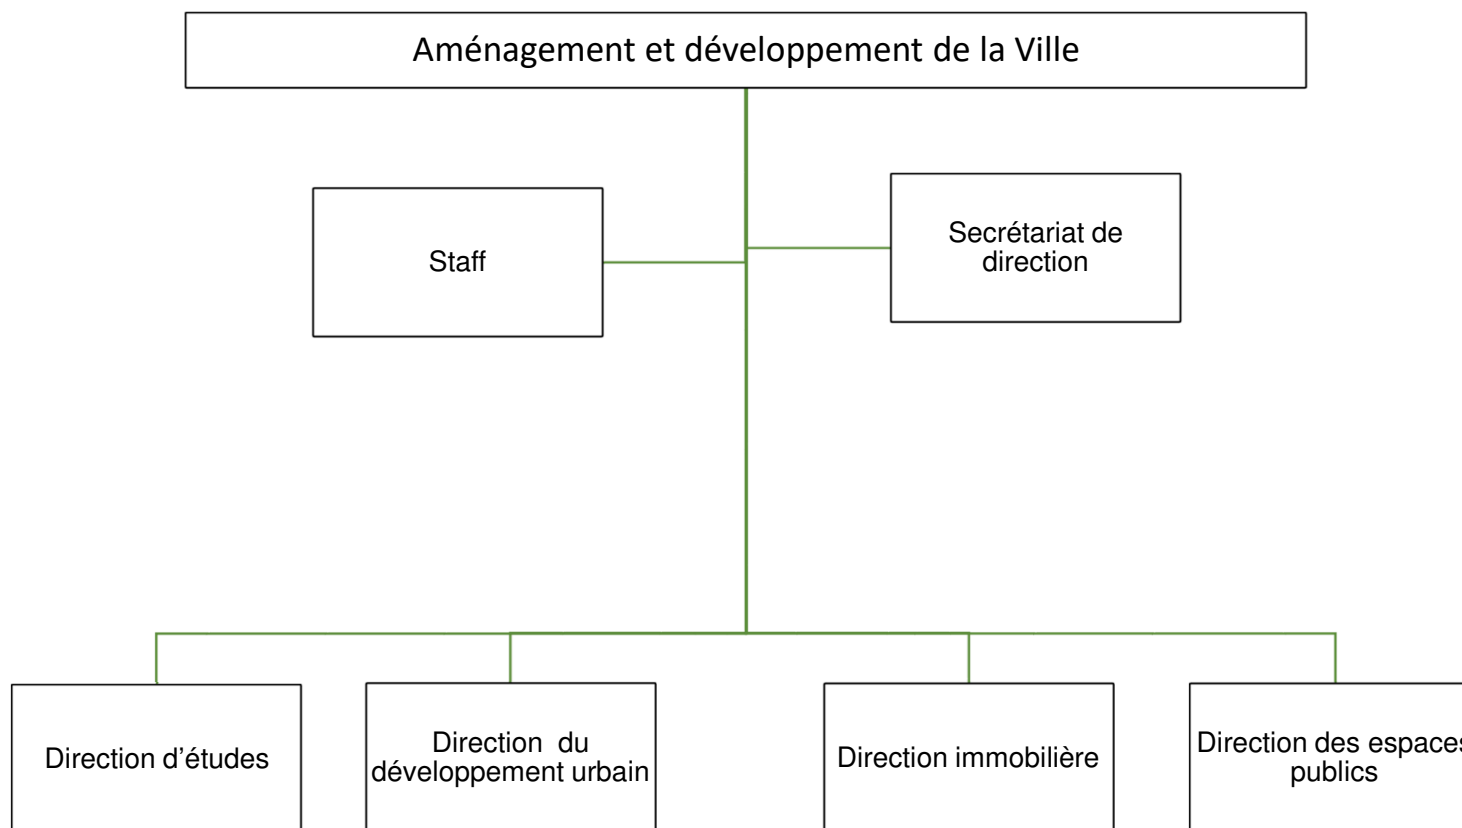 Aménagement et développement de la Ville
Staff
Secrétariat de
direction
Direction d’études
Direction  du
développement urbain
Direction immobilière
Direction des espaces
publics